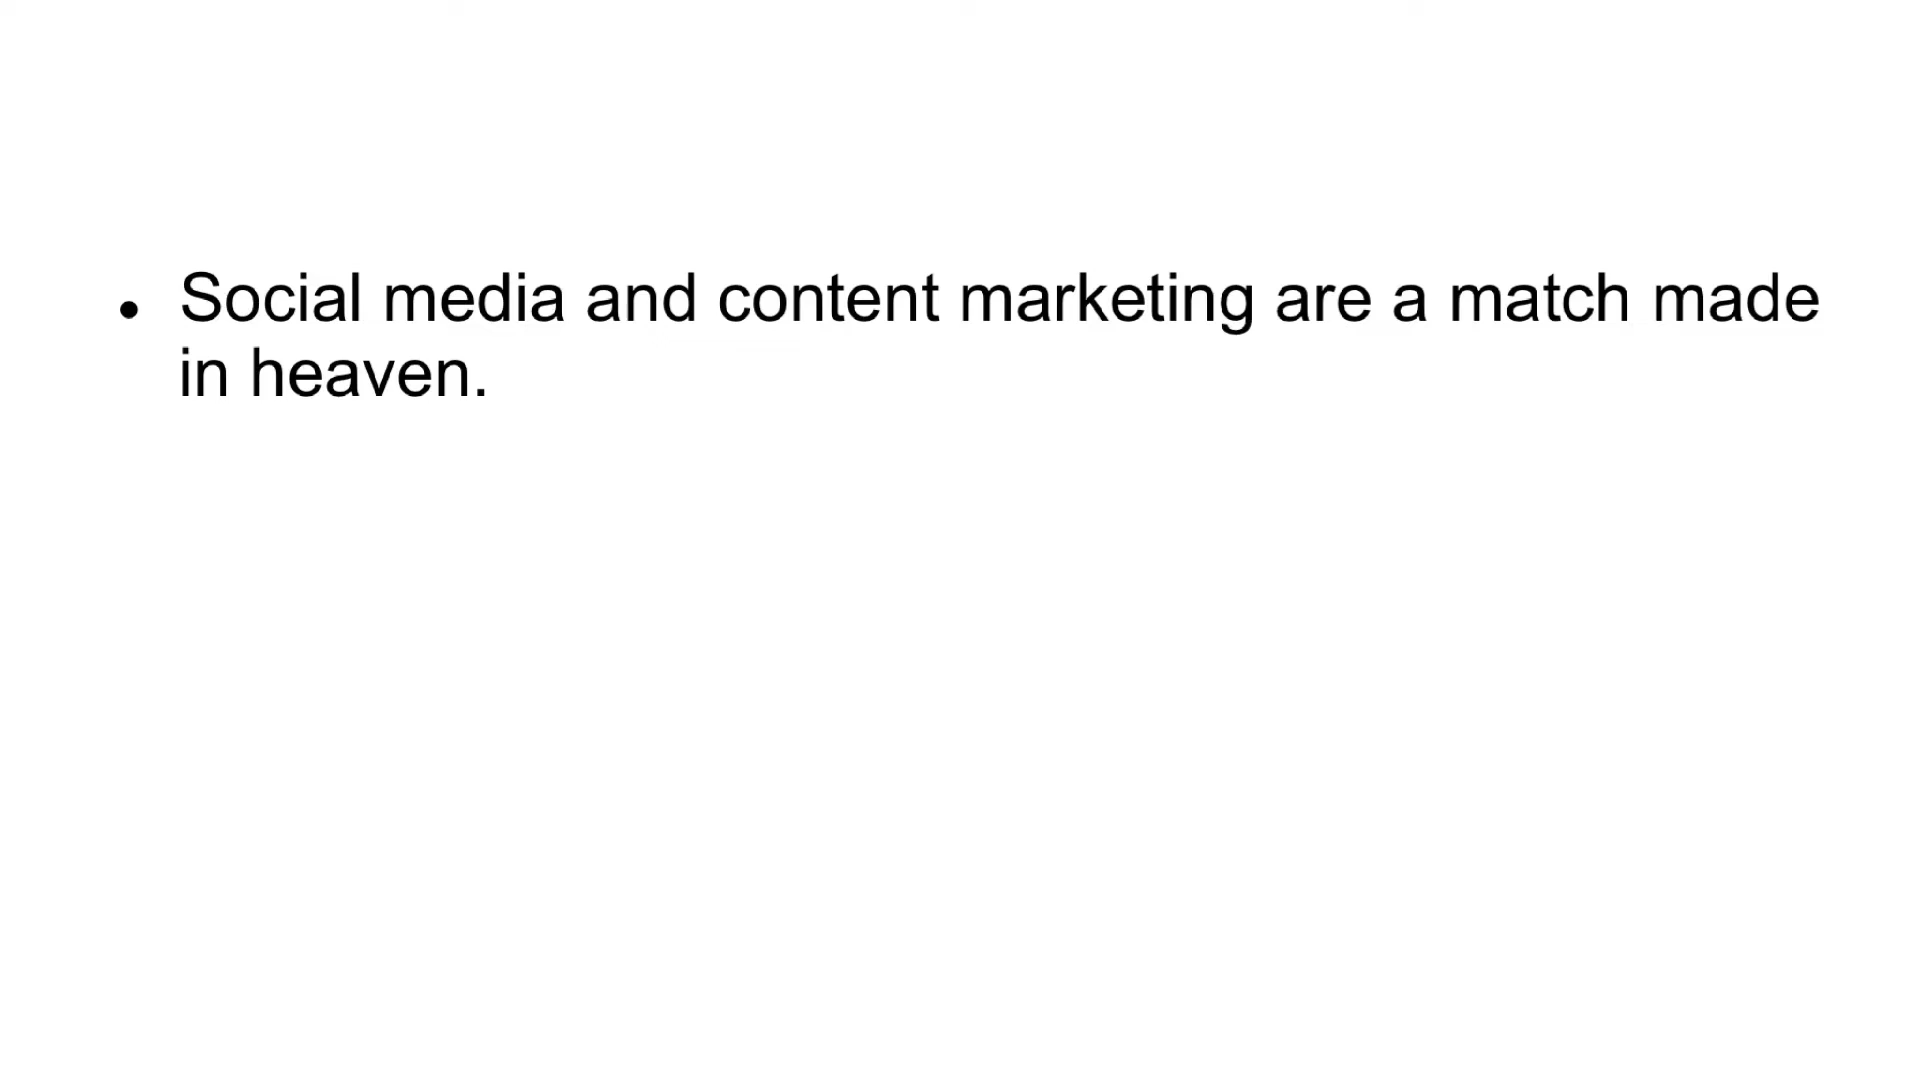 • Social media and content marketing are a match made
in heaven.